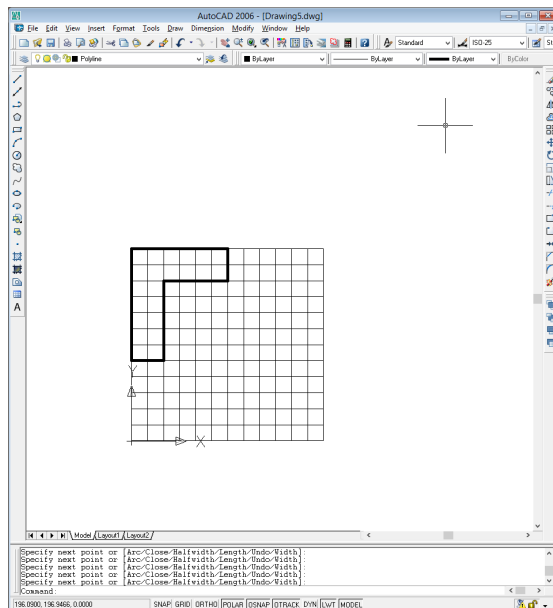 AutoCAD 2006 - [Drawing5.dwg]
File Edit View Insert Format Tools Draw Dimension Modify Window Help
Standard ISO-25 St
Polyline ByLayer ByLayer ByLayer ByColor
A
Y
X
Model Layout1 Layout2
Specify next point or [Arc/Close/Halfwidth/Length/Undo/Width]:
Specify next point or [Arc/Close/Halfwidth/Length/Undo/Width]:
Specify next point or [Arc/Close/Halfwidth/Length/Undo/Width]:
Specify next point or [Arc/Close/Halfwidth/Length/Undo/Width]:
Specify next point or [Arc/Close/Halfwidth/Length/Undo/Width]:
Command:
196.0900, 196.9466, 0.0000 SNAP GRID ORTHO POLAR OSNAP OTRACK DYN LWT MODEL